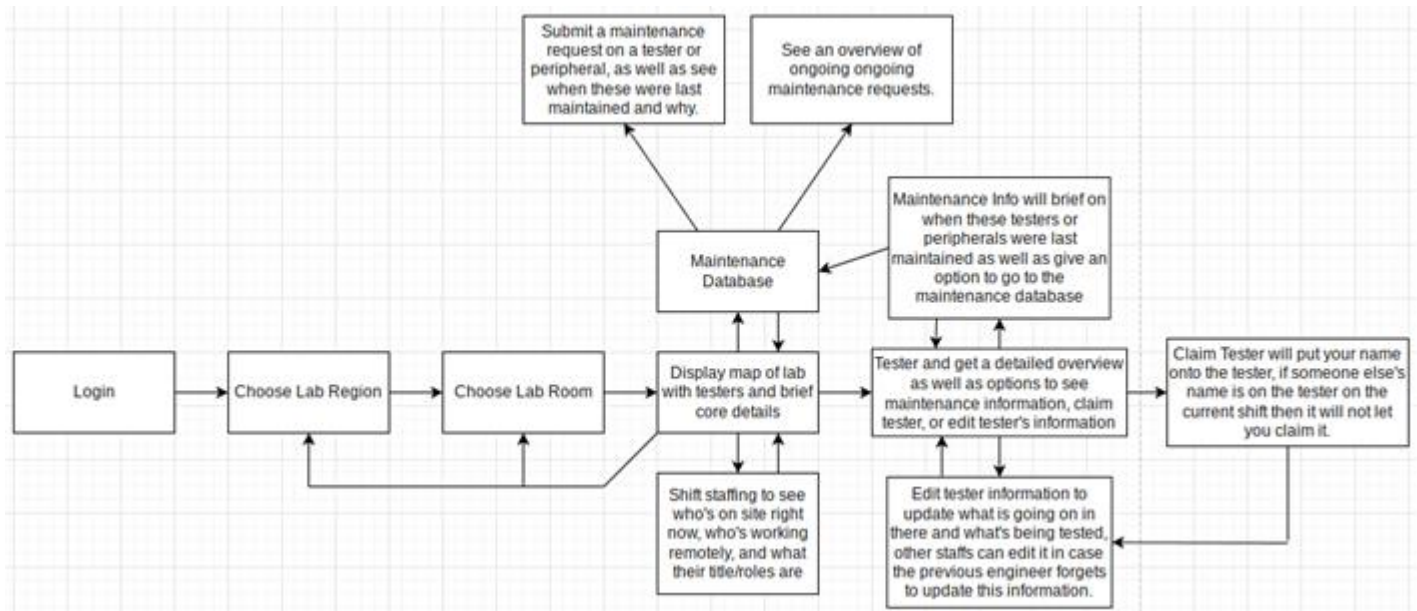 Submit a maintenance
request on a tester or
peripheral, as well as see
when these were last
maintained and why.
See an overview of
ongoing ongoing
maintenance requests.
Maintenance Info will brief on
when these testers or
peripherals were last
maintained as well as give an
option to go to the
maintenance database
Maintenance
Database
Login
Choose Lab Region
Choose Lab Room
Display map of lab
with testers and brief
core details
Tester and get a detailed overview
as well as options to see
maintenance information, claim
tester, or edit tester's information
Claim Tester will put your name
onto the tester, if someone else's
name is on the tester on the
current shift then it will not let
you claim it.
Shift staffing to see
who's on site right
now, who's working
remotely, and what
their title/roles are
Edit tester information to
update what is going on in
there and what's being tested,
other staffs can edit it in case
the previous engineer forgets
to update this information.